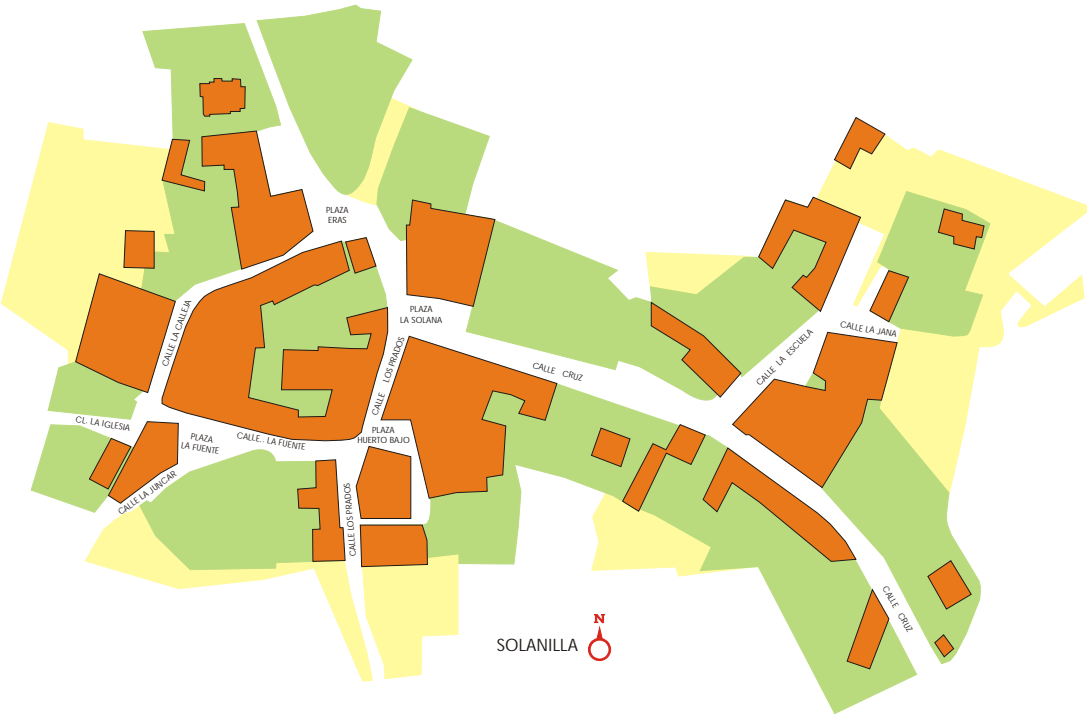 PLAZA
ERAS
CALLE LA CALLEJA
PLAZA
LA SOLANA
CALLE LA JANA
CALLE LA ESCUELA
CALLE LOS PRADOS
CALLE CRUZ
CL. LA IGLESIA
PLAZA
LA FUENTE
CALLE.. LA FUENTE
PLAZA
HUERTO BAJO
CALLE LA JUNCAR
CALLE LOS PRADOS
CALLE CRUZ
N
SOLANILLA